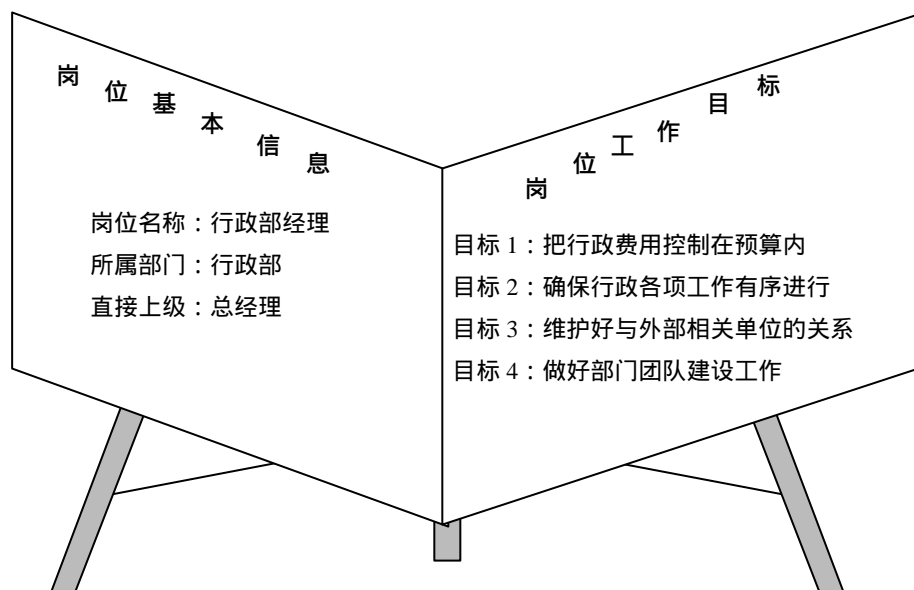 岗位基本信息
岗位名称：行政部经理
所属部门：行政部
直接上级：总经理
岗位工作目标
目标 1：把行政费用控制在预算内
目标 2：确保行政各项工作有序进行
目标 3：维护好与外部相关单位的关系
目标 4：做好部门团队建设工作